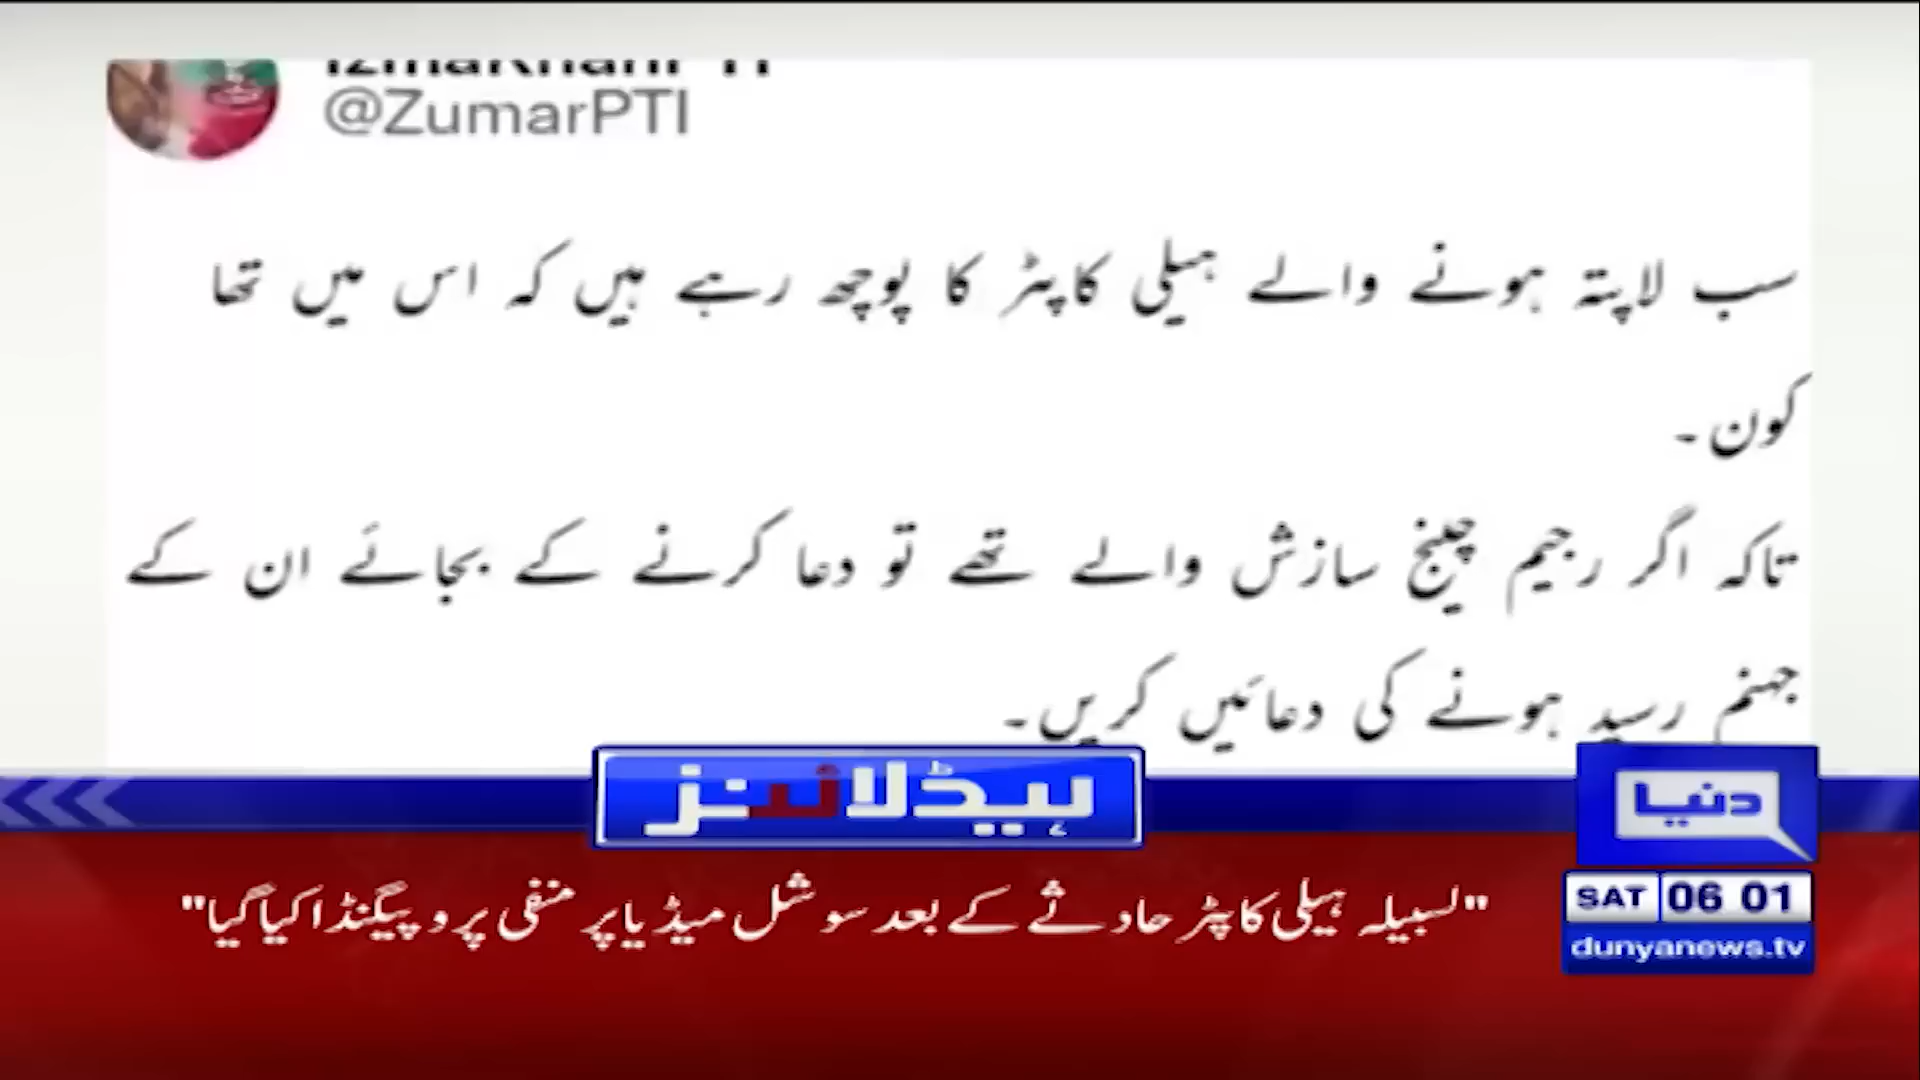 @ZumarPTI
سب لاپتہ ہونے والے ہیلی کاپٹر کا پوچھ رہے ہیں کہ اس میں تھا
کون۔
تاکہ اگر رجیم چینج سازش والے تھے تو دعا کرنے کے بجائے ان کے
جہنم رسید ہونے کی دعائیں کریں۔
ہیڈلائنز
دنیا
"لسبیلہ ہیلی کاپٹر حادثے کے بعد سوشل میڈیا پر منفی پروپیگنڈا کیا گیا"
SAT 06 01
dunyanews.tv